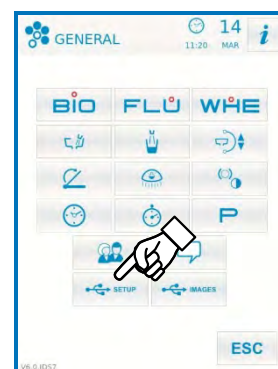 GENERAL
11:20
14
MAR
i
BIO FLU WHE
P
SETUP
IMAGES
ESC
V6.0.IDS7